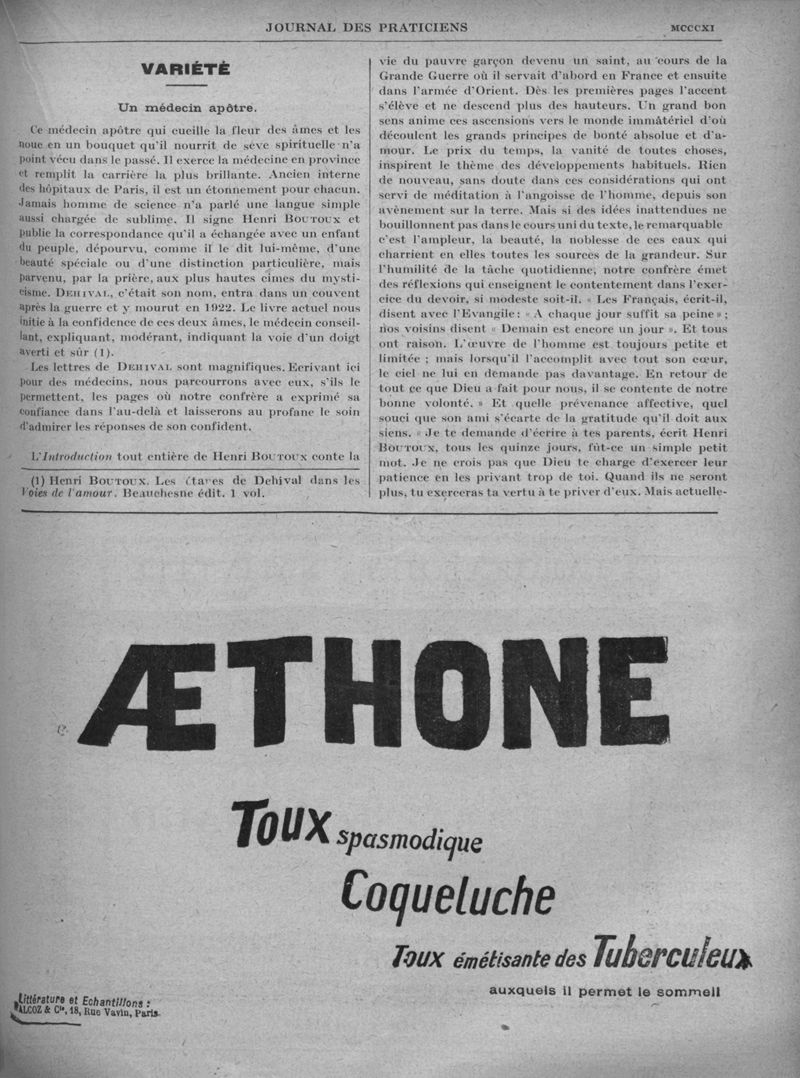 JOURNAL DES PRATICIENS
MCCCXI
VARIÉTÉ
Un médecin apôtre.
Ce médecin apôtre qui cueille la fleur des âmes et les
noue en un bouquet qu'il nourrit de sève spirituelle n'a
point vécu dans le passé. Il exerce la médecine en province
et remplit la carrière la plus brillante. Ancien interne
des hôpitaux de Paris, il est un étonnement pour chacun.
Jamais homme de science n'a parlé une langue simple
aussi chargée de sublime. Il signe Henri BOUTOUX et
publie la correspondance qu'il a échangée avec un enfant
du peuple, dépourvu, comme il le dit lui-même, d'une
beauté spéciale ou d'une distinction particulière, mais
parvenu, par la prière, aux plus hautes cimes du mysti-
cisme. DEHIVAL, c'était son nom, entra dans un couvent
après la guerre et y mourut en 1922. Le livre actuel nous
initie à la confidence de ces deux âmes, le médecin conseil-
lant, expliquant, modérant, indiquant la voie d'un doigt
averti et sûr (1).
Les lettres de DEHIVAL sont magnifiques. Ecrivant ici
pour des médecins, nous parcourrons avec eux, s'ils le
permettent, les pages où notre confrère a exprimé sa
confiance dans l'au-delà et laisserons au profane le soin
d'admirer les réponses de son confident.
L'Introduction tout entière de Henri BOUTOUX conte la
(1) Henri BOUTOUX. Les de Dehival dans les
Voies de l'amour. Beauchesne édit. 1 vol.
vie du pauvre garçon devenu un saint, au cours de la
Grande Guerre où il servait d'abord en France et ensuite
dans l'armée d'Orient. Dès les premières pages l'accent
s'élève et ne descend plus des hauteurs. Un grand bon
sens anime ces ascensions vers le monde immatériel d'où
découlent les grands principes de bonté absolue et d'a-
mour. Le prix du temps, la vanité de toutes choses,
inspirent le thème des développements habituels. Rien
de nouveau, sans doute dans ces considérations qui ont
servi de méditation à l'angoisse de l'homme, depuis son
avènement sur la terre. Mais si des idées inattendues ne
bouillonnent pas dans le cours uni du texte, le remarquable
c'est l'ampleur, la beauté, la noblesse de ces eaux qui
charrient en elles toutes les sources de la grandeur. Sur
l'humilité de la tâche quotidienne, notre confrère émet
des réflexions qui enseignent le contentement dans l'exer-
cice du devoir, si modeste soit-il. « Les Français, écrit-il,
disent avec l'Evangile : « A chaque jour suffit sa peine » ;
nos voisins disent « Demain est encore un jour ». Et tous
ont raison. L'œuvre de l'homme est toujours petite et
limitée ; mais lorsqu'il l'accomplit avec tout son cœur,
le ciel ne lui en demande pas davantage. En retour de
tout ce que Dieu a fait pour nous, il se contente de notre
bonne volonté. » Et quelle prévenance affective, quel
souci que son ami s'écarte de la gratitude qu'il doit aux
siens. « Je te demande d'écrire à tes parents, écrit Henri
BOUTOUX, tous les quinze jours, fût-ce un simple petit
mot. Je ne crois pas que Dieu te charge d'exercer leur
patience en les privant trop de toi. Quand ils ne seront
plus, tu exerceras ta vertu à te priver d'eux. Mais actuelle-
ÆTHONE
Toux spasmodique
Coqueluche
Toux émétisante des Tuberculeux
auxquels il permet le sommeil
Littérature et Echantillons :
FALCOZ & Cie, 18, Rue Vavin, Paris